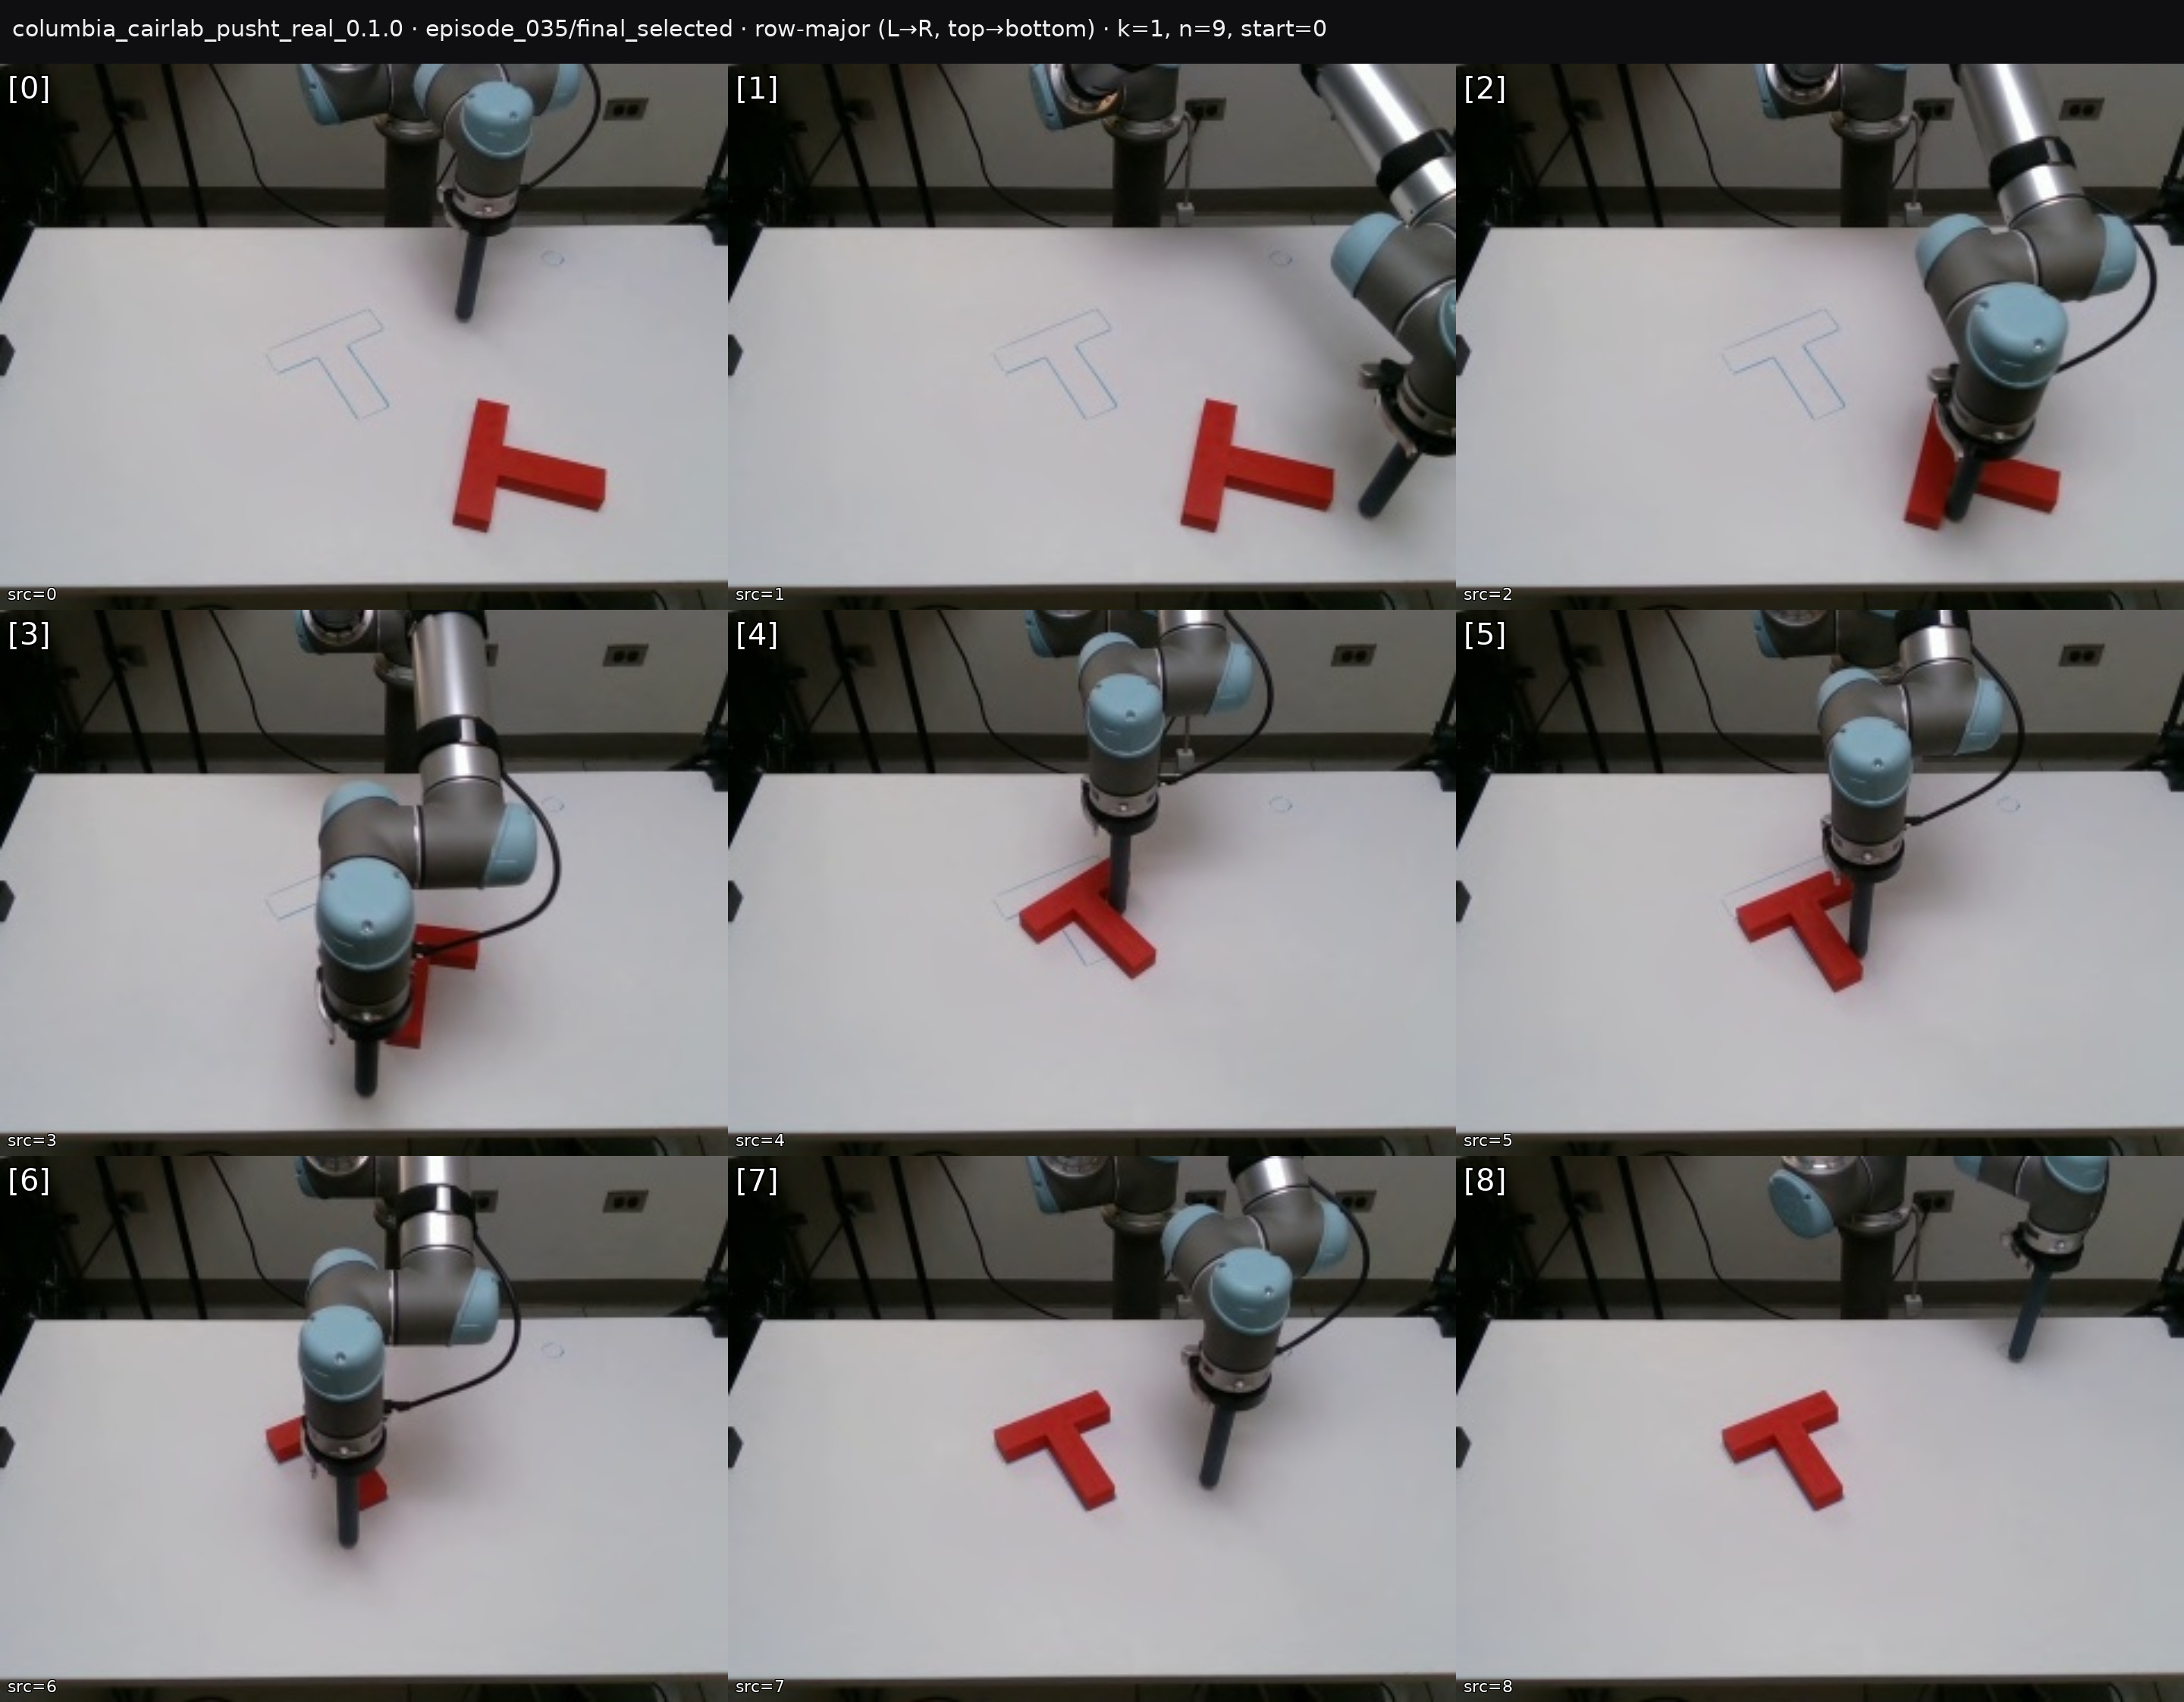 columbia_cairlab_pusht_real_0.1.0 · episode_035/final_selected · row-major (L→R, top→bottom) · k=1, n=9, start=0
[0]
[1]
[2]
src=0
src=1
src=2
[3]
[4]
[5]
src=3
src=4
src=5
[6]
[7]
[8]
src=6
src=7
src=8